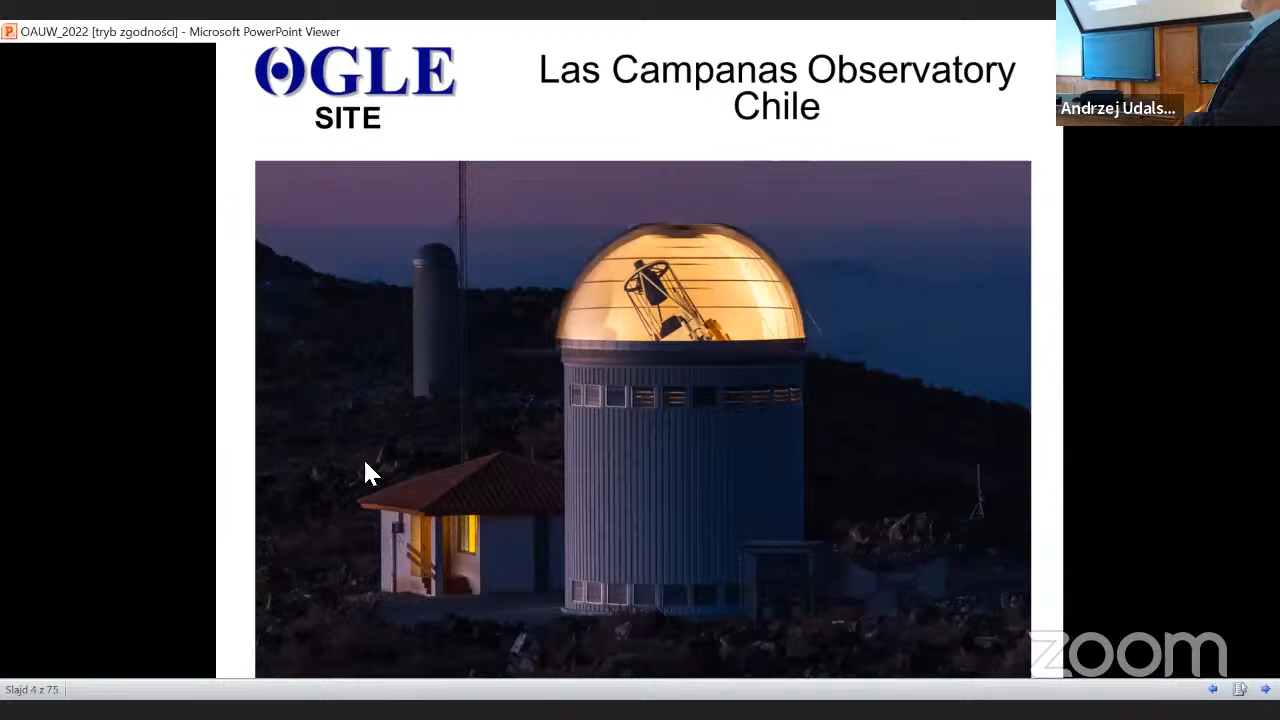 OAUW_2022 [tryb zgodności] - Microsoft PowerPoint Viewer
OGLE
SITE
Las Campanas Observatory
Chile
Andrzej Udals...
zoom
Slajd 4 z 75